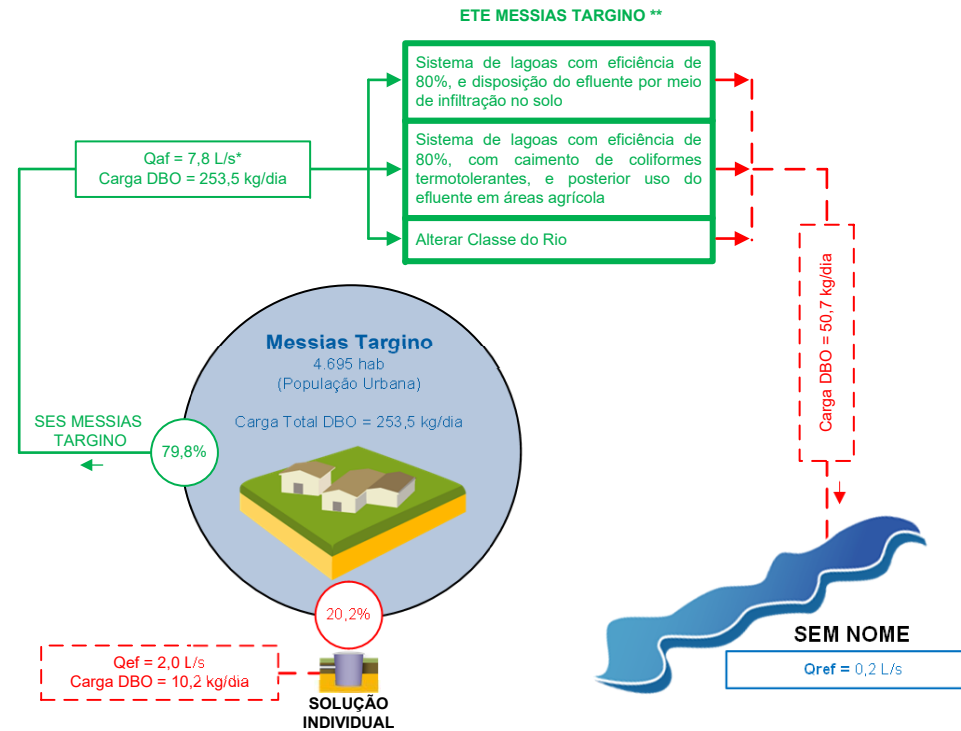 ETE MESSIAS TARGINO **
Sistema de lagoas com eficiência de
80%, e disposição do efluente por meio
de infiltração no solo
Qaf = 7,8 L/s*
Carga DBO = 253,5 kg/dia
Sistema de lagoas com eficiência de
80%, com caimento de coliformes
termotolerantes, e posterior uso do
efluente em áreas agrícola
Alterar Classe do Rio
Carga DBO = 50,7 kg/dia
Messias Targino
4.695 hab
(População Urbana)
Carga Total DBO = 253,5 kg/dia
SES MESSIAS
TARGINO
79,8%
20,2%
Qef = 2,0 L/s
Carga DBO = 10,2 kg/dia
SOLUÇÃO
INDIVIDUAL
SEM NOME
Qref = 0,2 L/s